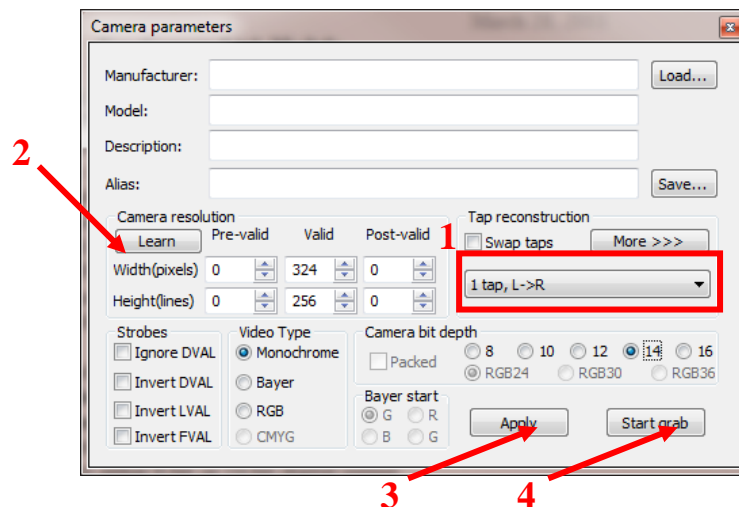 Camera parameters
Manufacturer:
Load...
Model:
Description:
2
Alias:
Save...
Camera resolution
Tap reconstruction
Learn
Pre-valid Valid Post-valid
1
Swap taps
More >>>
Width(pixels) 0 324 0
1 tap, L->R
Height(lines) 0 256 0
Strobes
Video Type
Camera bit depth
Ignore DVAL
Monochrome
Packed
8 10 12 14 16
RGB24 RGB30 RGB36
Invert DVAL
Bayer
Bayer start
Invert LVAL
RGB
G R
Apply
Start grab
Invert FVAL
CMYG
B G
3
4